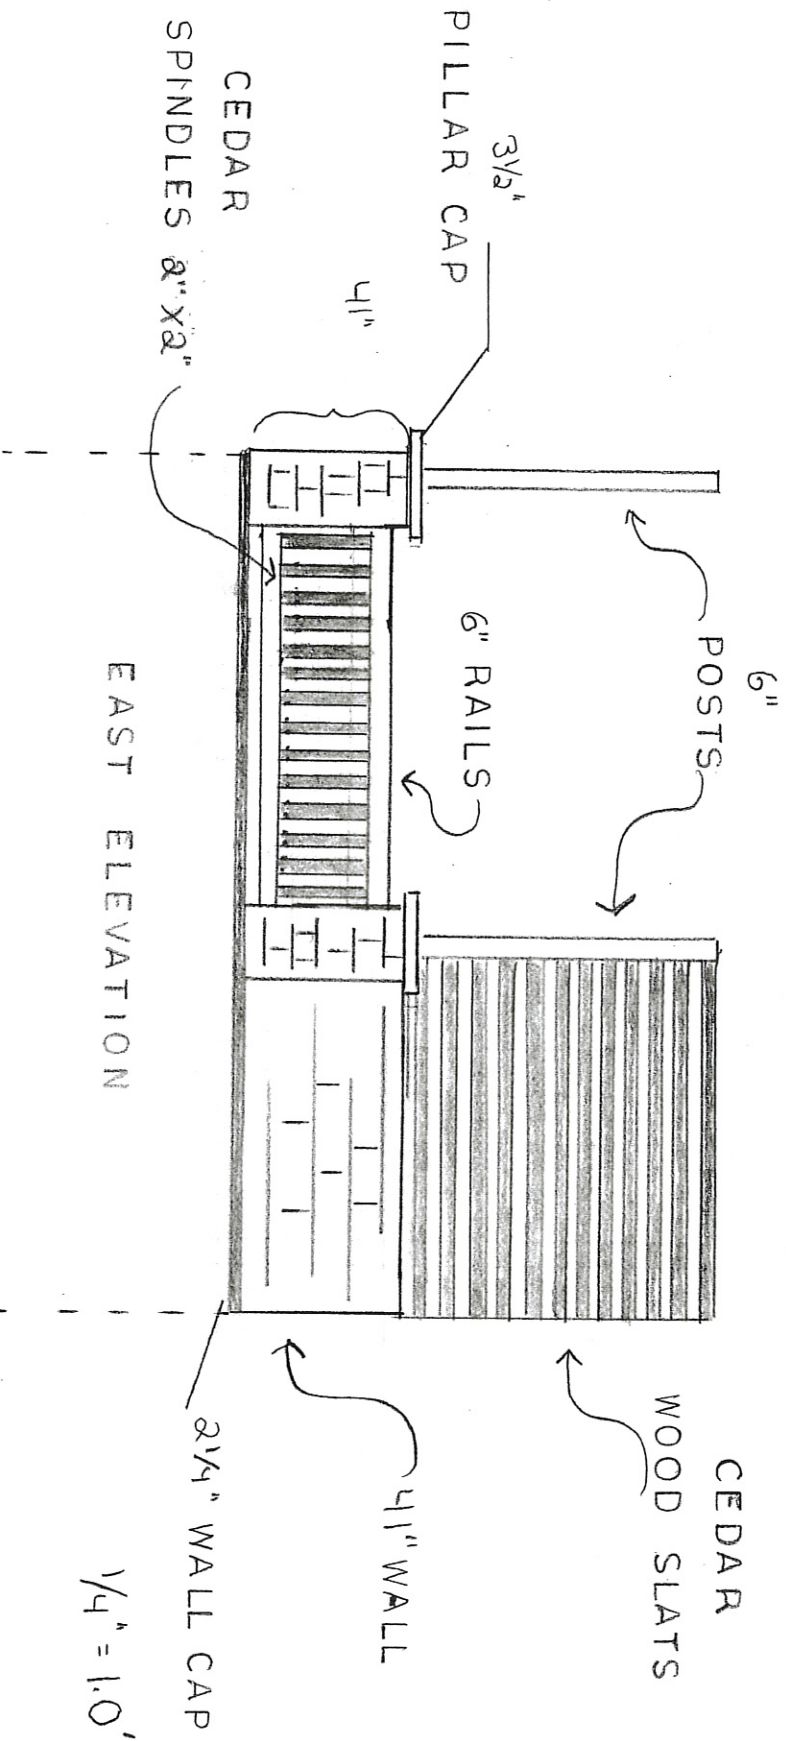 6"
POSTS
CEDAR
WOOD SLATS
3½"
PILLAR CAP
6" RAILS
41"
41" WALL
CEDAR
SPINDLES 2"X2"
2¼" WALL CAP
EAST ELEVATION
1/4" = 1.0'